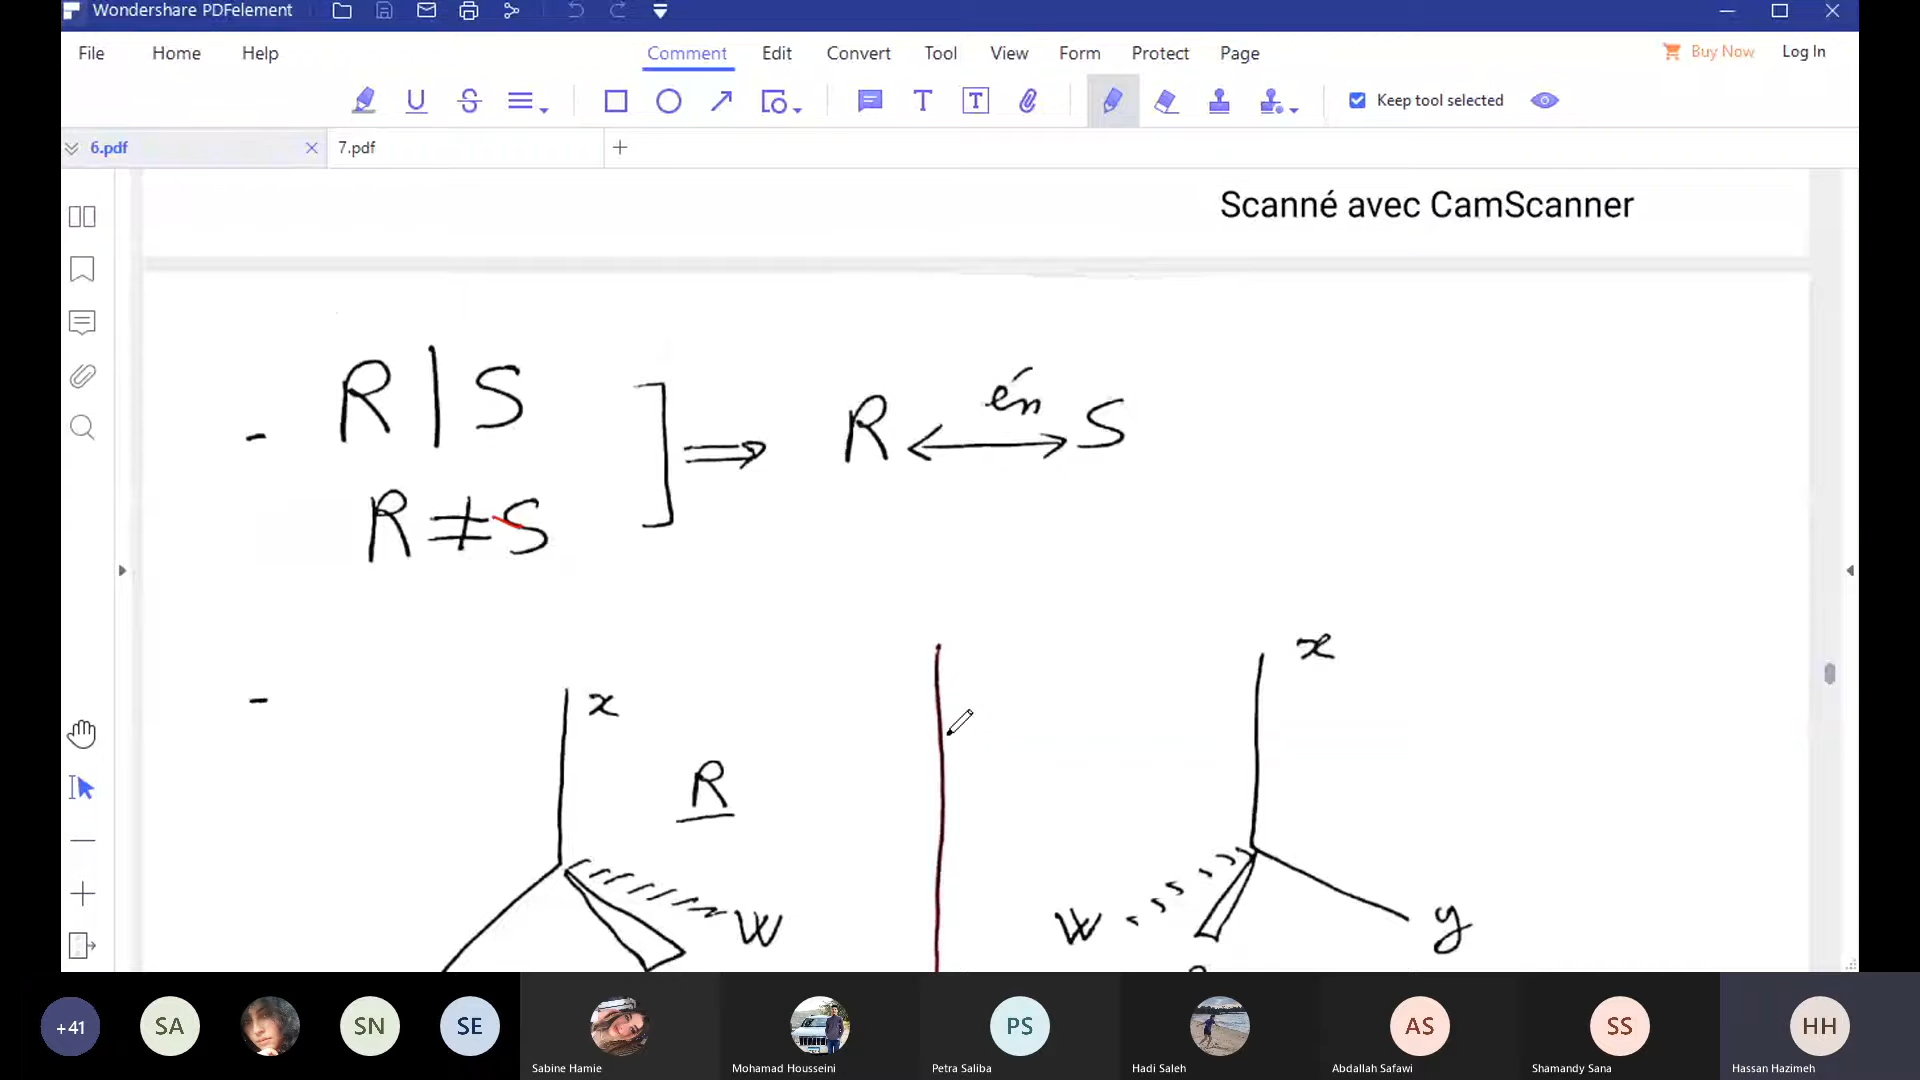 Wondershare PDFelement
File Home Help Comment Edit Convert Tool View Form Protect Page Buy Now Log In
Keep tool selected
6.pdf 7.pdf
Scanné avec CamScanner
- R | S ] ⇒ R ⟷ S
én
R ≠ S
x
- x
R
W W y
+41 SA SN SE PS AS SS HH
Sabine Hamie Mohamad Housseini Petra Saliba Hadi Saleh Abdallah Safawi Shamandy Sana Hassan Hazimeh